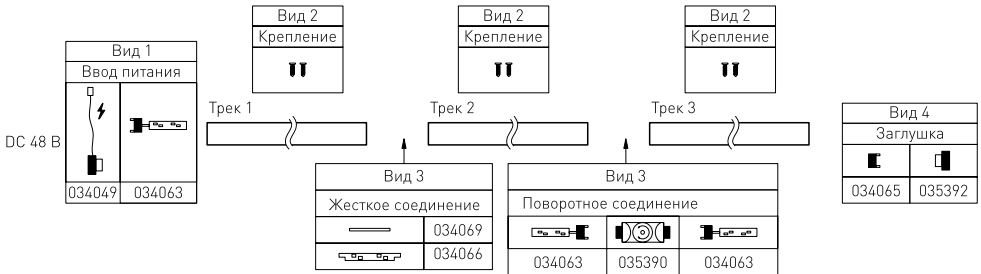 DC 48 В
Вид 1
Ввод питания
034049 034063
Вид 2
Крепление
Трек 1
Вид 3
Жесткое соединение
034069
034066
Вид 2
Крепление
Трек 2
Вид 3
Поворотное соединение
034063 035390 034063
Вид 2
Крепление
Трек 3
Вид 4
Заглушка
034065 035392